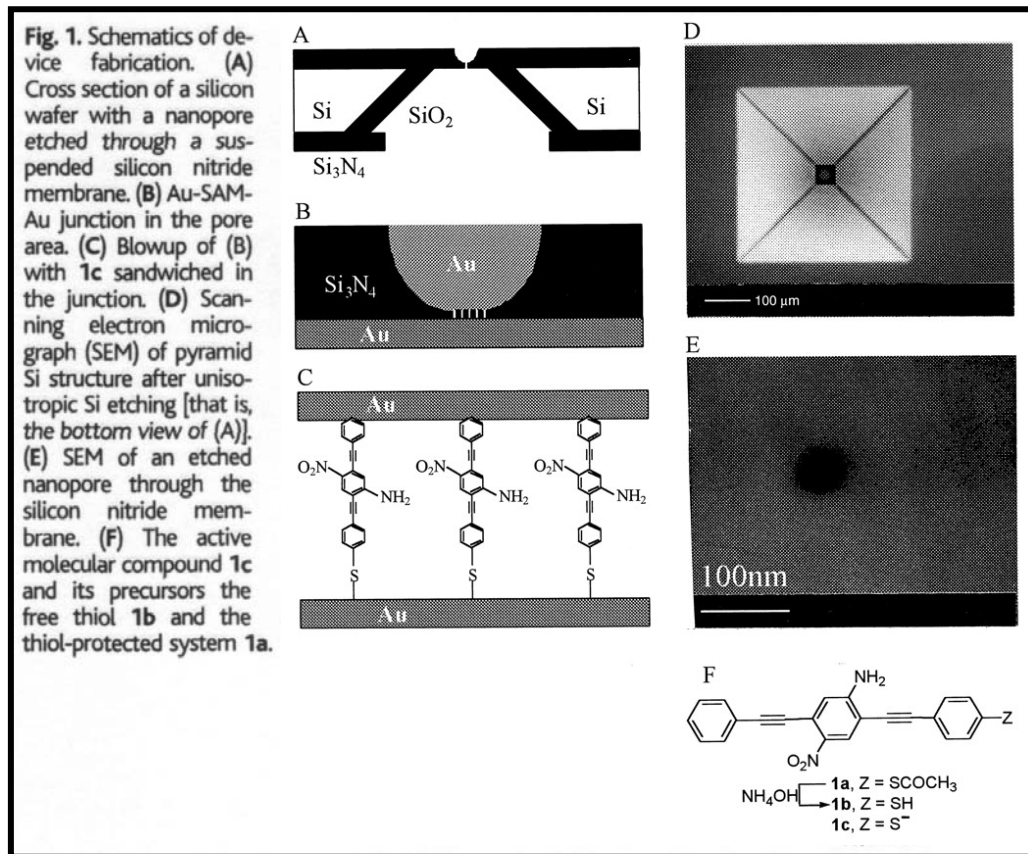 Fig. 1. Schematics of de-
vice fabrication. (A)
Cross section of a silicon
wafer with a nanopore
etched through a sus-
pended silicon nitride
membrane. (B) Au-SAM-
Au junction in the pore
area. (C) Blowup of (B)
with 1c sandwiched in
the junction. (D) Scan-
ning electron micro-
graph (SEM) of pyramid
Si structure after uniso-
tropic Si etching [that is,
the bottom view of (A)].
(E) SEM of an etched
nanopore through the
silicon nitride mem-
brane. (F) The active
molecular compound 1c
and its precursors the
free thiol 1b and the
thiol-protected system 1a.
A
Si
SiO₂
Si
Si₃N₄
B
Au
Si₃N₄
Au
C
Au
O₂N
NH₂
O₂N
NH₂
O₂N
NH₂
S
S
S
Au
D
100 μm
E
100nm
F
NH₂
Z
O₂N
1a, Z = SCOCH₃
NH₄OH
1b, Z = SH
1c, Z = S⁻